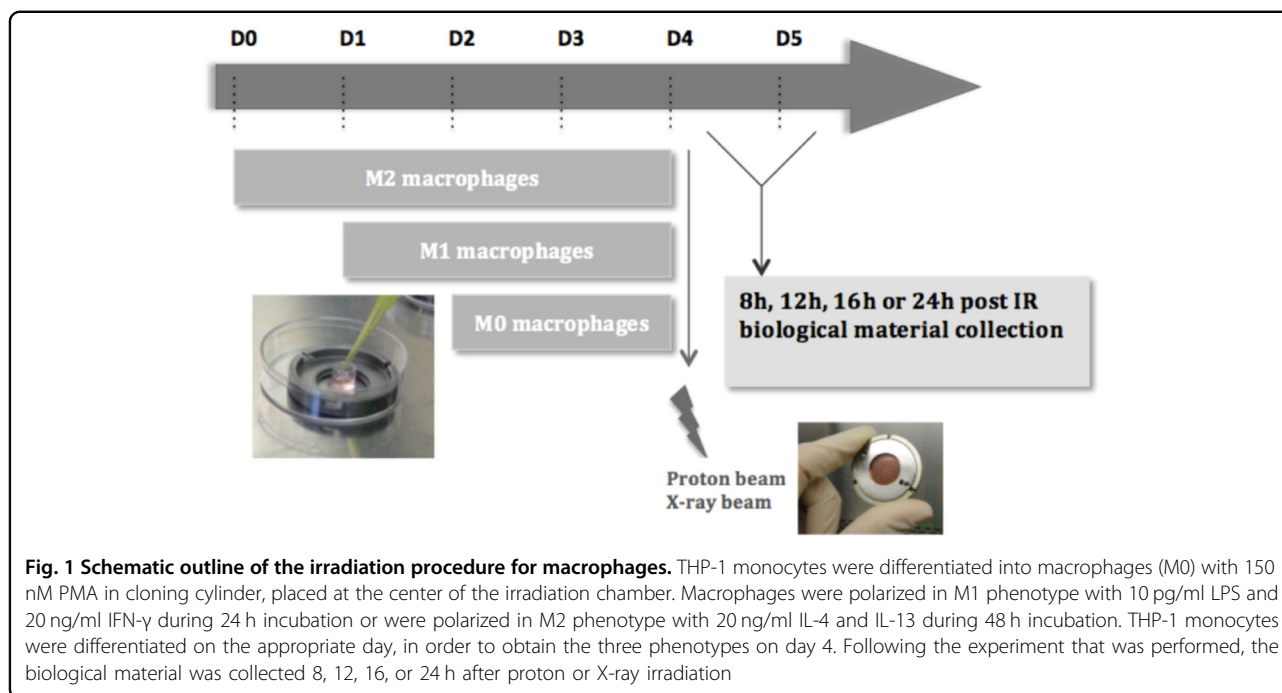 D0 D1 D2 D3 D4 D5
M2 macrophages
M1 macrophages
M0 macrophages
8h, 12h, 16h or 24h post IR
biological material collection
Proton beam
X-ray beam
Fig. 1 Schematic outline of the irradiation procedure for macrophages. THP-1 monocytes were differentiated into macrophages (M0) with 150
nM PMA in cloning cylinder, placed at the center of the irradiation chamber. Macrophages were polarized in M1 phenotype with 10 pg/ml LPS and
20 ng/ml IFN-γ during 24 h incubation or were polarized in M2 phenotype with 20 ng/ml IL-4 and IL-13 during 48 h incubation. THP-1 monocytes
were differentiated on the appropriate day, in order to obtain the three phenotypes on day 4. Following the experiment that was performed, the
biological material was collected 8, 12, 16, or 24 h after proton or X-ray irradiation